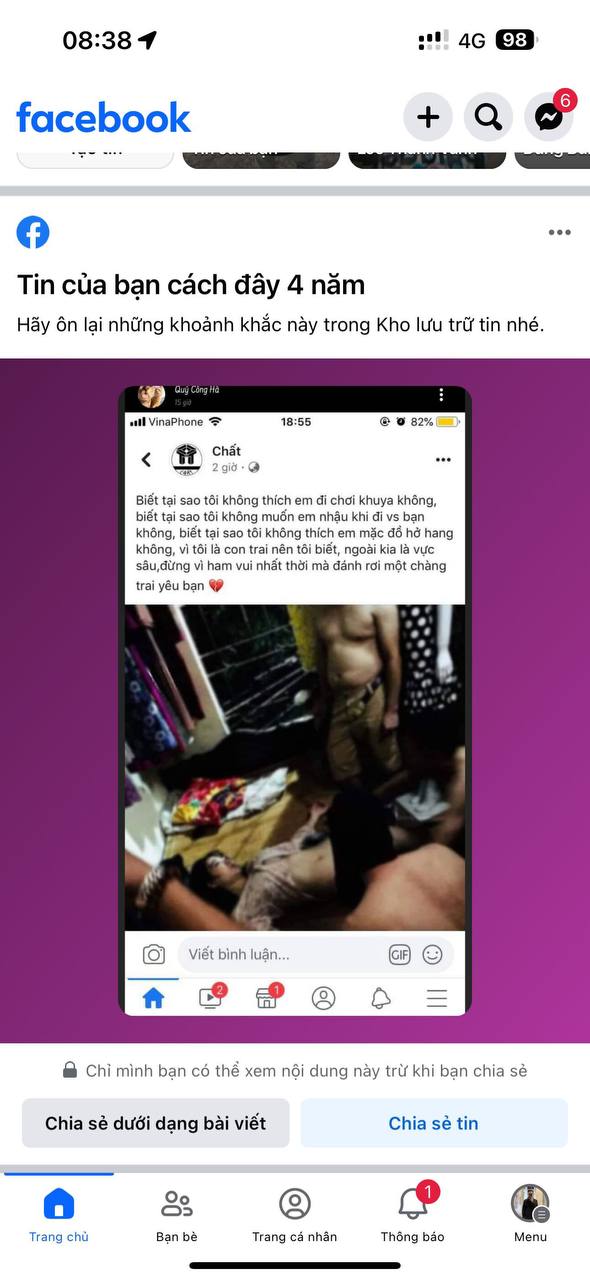 08:38
4G 98
facebook
6
Tin của bạn cách đây 4 năm
Hãy ôn lại những khoảnh khắc này trong Kho lưu trữ tin nhé.
Quý Công Hà
15 giờ
VinaPhone 18:55 82%
Chất
2 giờ ·
Biết tại sao tôi không thích em đi chơi khuya không,
biết tại sao tôi không muốn em nhậu khi đi vs bạn
không, biết tại sao tôi không thích em mặc đồ hở hang
không, vì tôi là con trai nên tôi biết, ngoài kia là vực
sâu,đừng vì ham vui nhất thời mà đánh rơi một chàng
trai yêu bạn 💔
Viết bình luận... GIF
2 1
Chỉ mình bạn có thể xem nội dung này trừ khi bạn chia sẻ
Chia sẻ dưới dạng bài viết Chia sẻ tin
1
Trang chủ Bạn bè Trang cá nhân Thông báo Menu